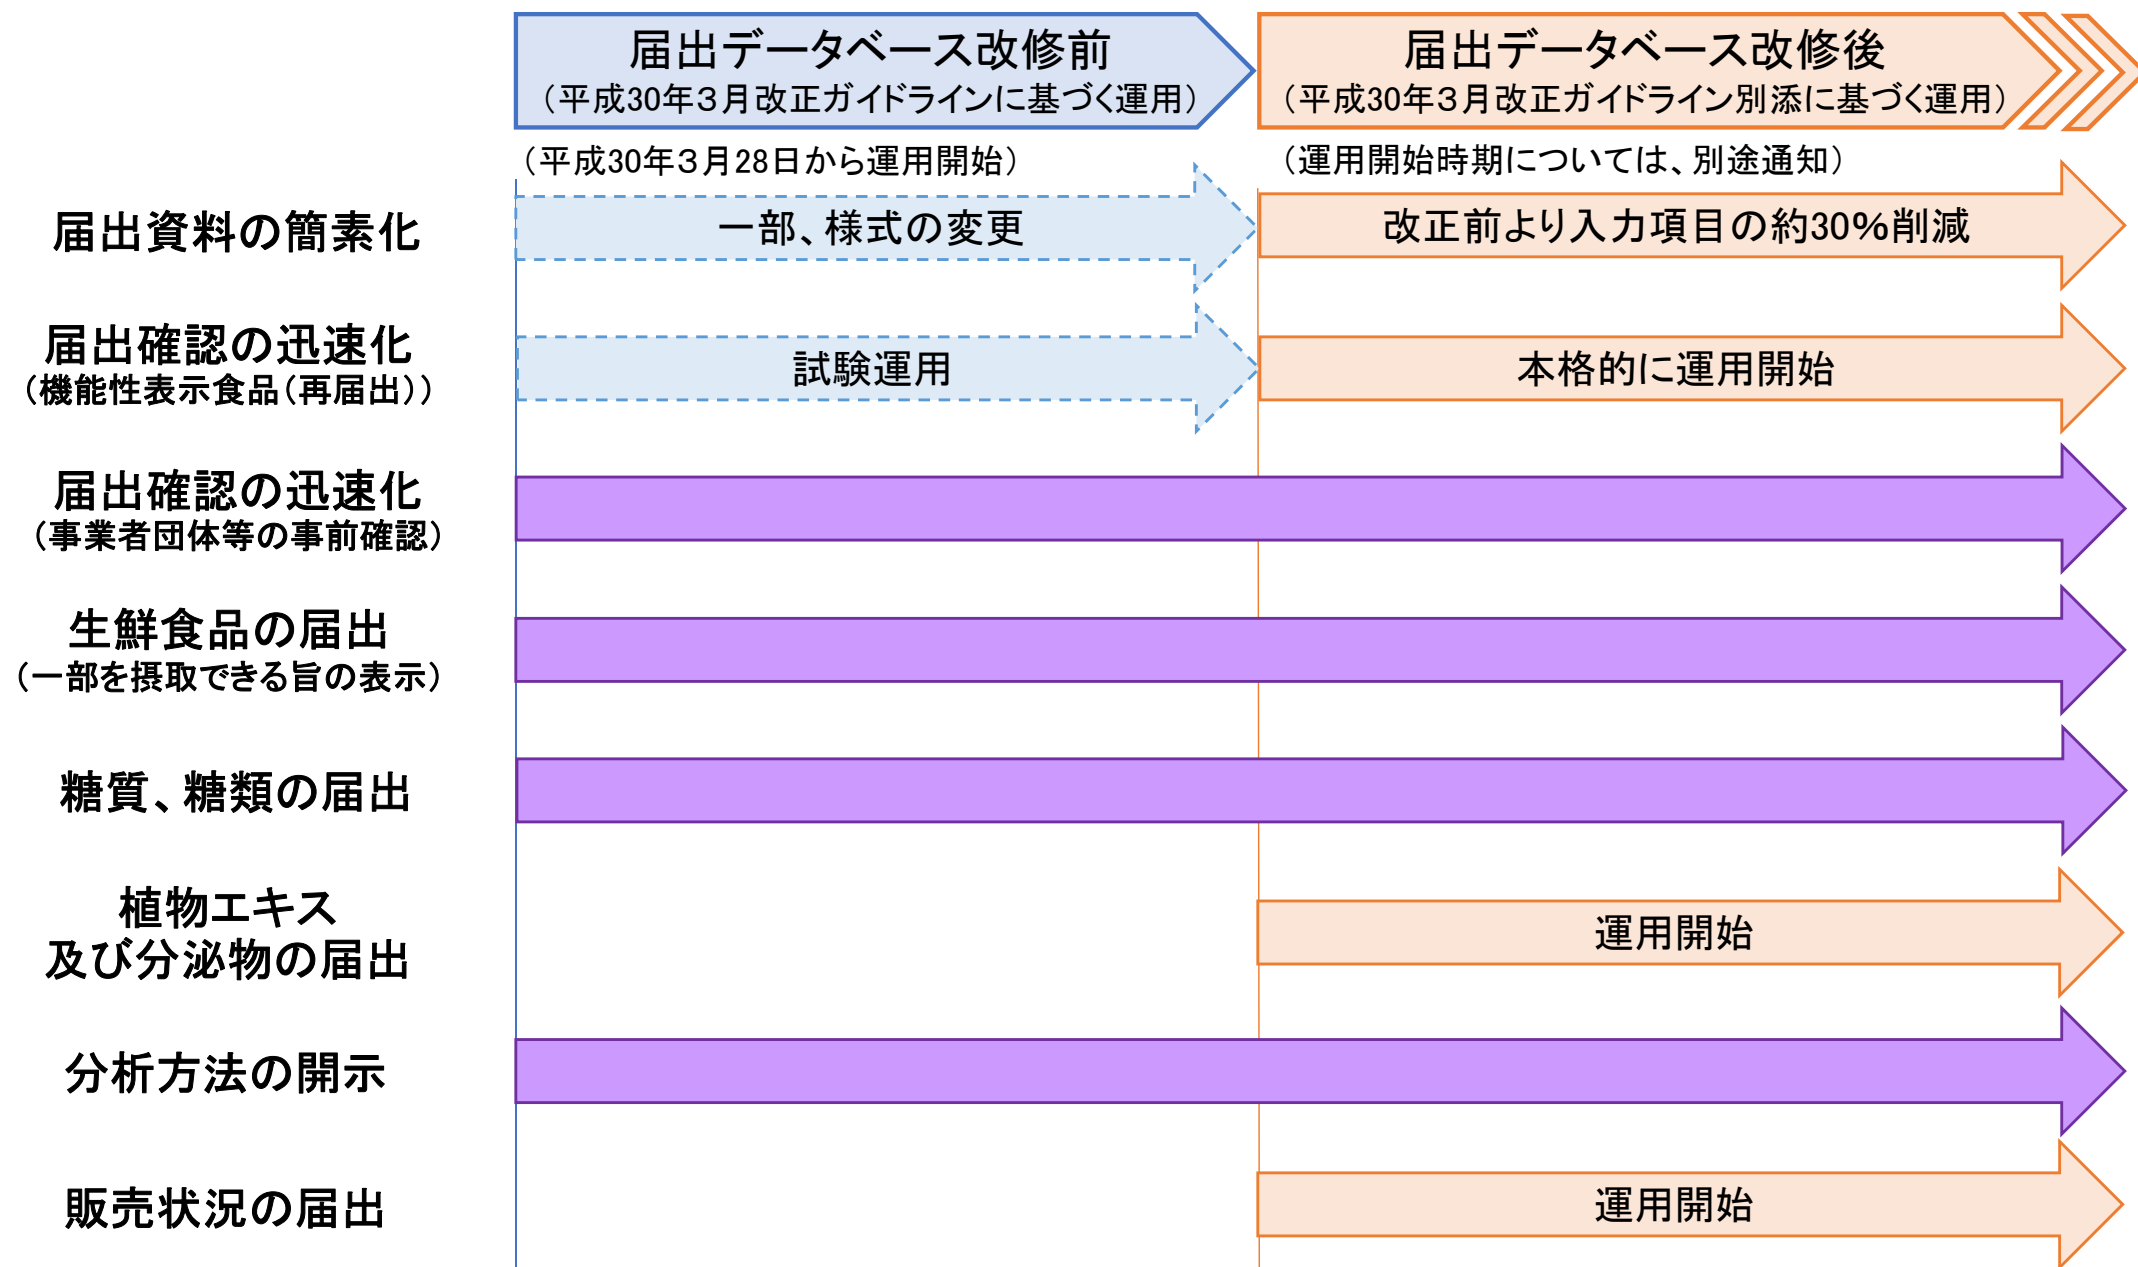 届出データベース改修前
（平成30年３月改正ガイドラインに基づく運用）
届出データベース改修後
（平成30年３月改正ガイドライン別添に基づく運用）
（平成30年３月28日から運用開始）
（運用開始時期については、別途通知）
届出資料の簡素化
一部、様式の変更
改正前より入力項目の約30%削減
届出確認の迅速化
（機能性表示食品（再届出））
試験運用
本格的に運用開始
届出確認の迅速化
（事業者団体等の事前確認）
生鮮食品の届出
（一部を摂取できる旨の表示）
糖質、糖類の届出
植物エキス
及び分泌物の届出
運用開始
分析方法の開示
販売状況の届出
運用開始